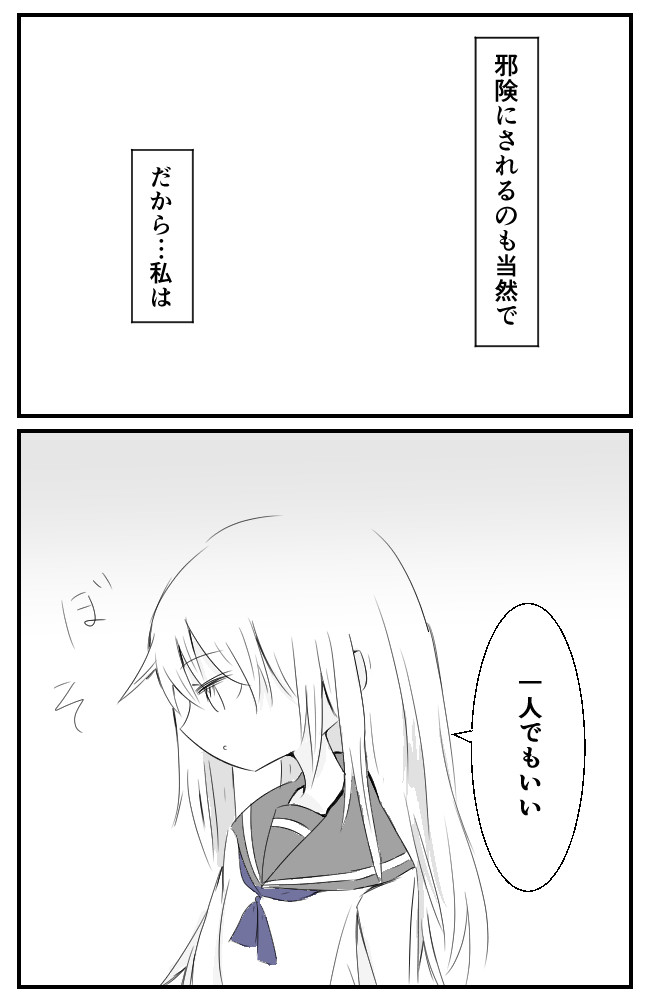 邪険にされるのも当然で
だから…私は
一人でもいい
ぼそ